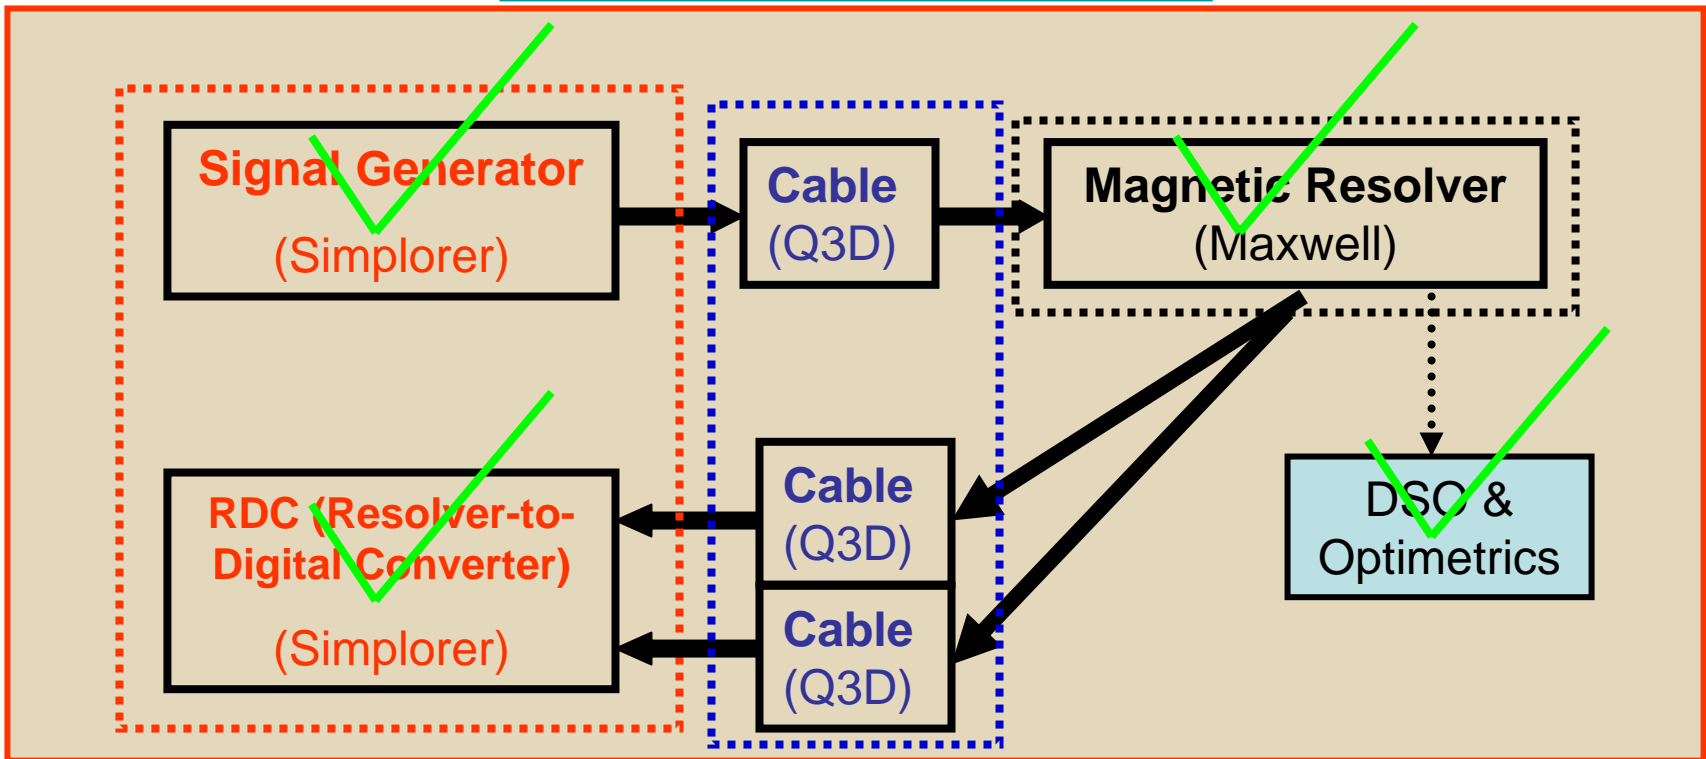 Signal Generator
(Simplorer)
Cable
(Q3D)
Magnetic Resolver
(Maxwell)
RDC (Resolver-to-
Digital Converter)
(Simplorer)
Cable
(Q3D)
Cable
(Q3D)
DSO &
Optimetrics